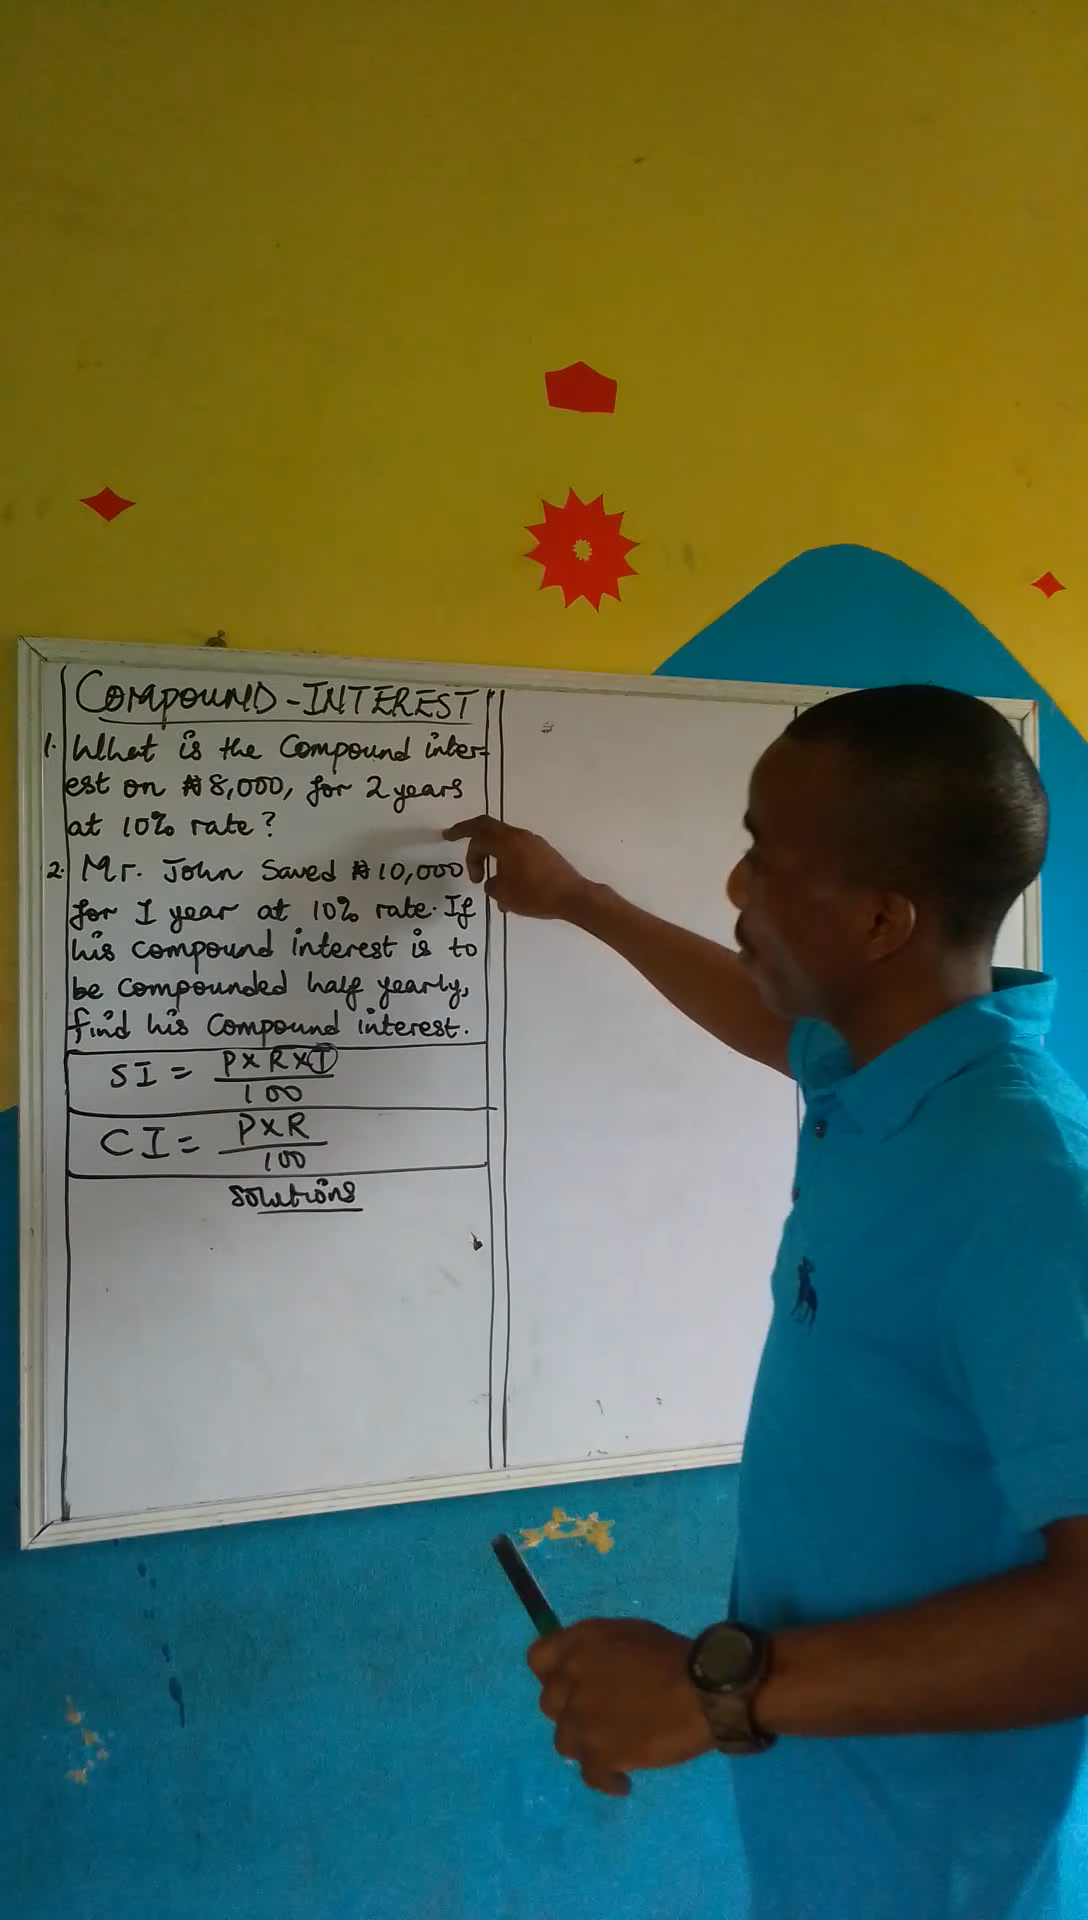 COMPOUND-INTEREST
1. What is the Compound inter-
est on ₦8,000, for 2 years
at 10% rate?
2. Mr. John Saved ₦10,000
for 1 year at 10% rate. If
his compound interest is to
be compounded half yearly,
find his Compound interest.
SI = P×R×T
100
CI = P×R
100
Solutions